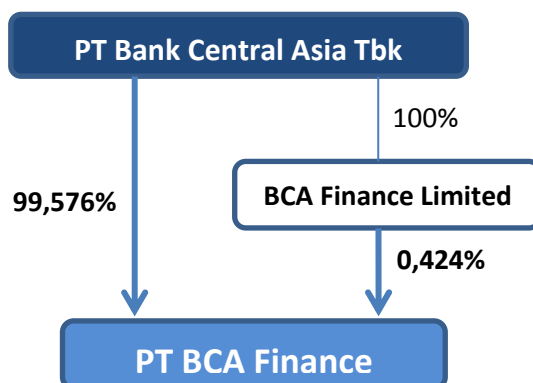 PT Bank Central Asia Tbk
100%
BCA Finance Limited
99,576%
0,424%
PT BCA Finance